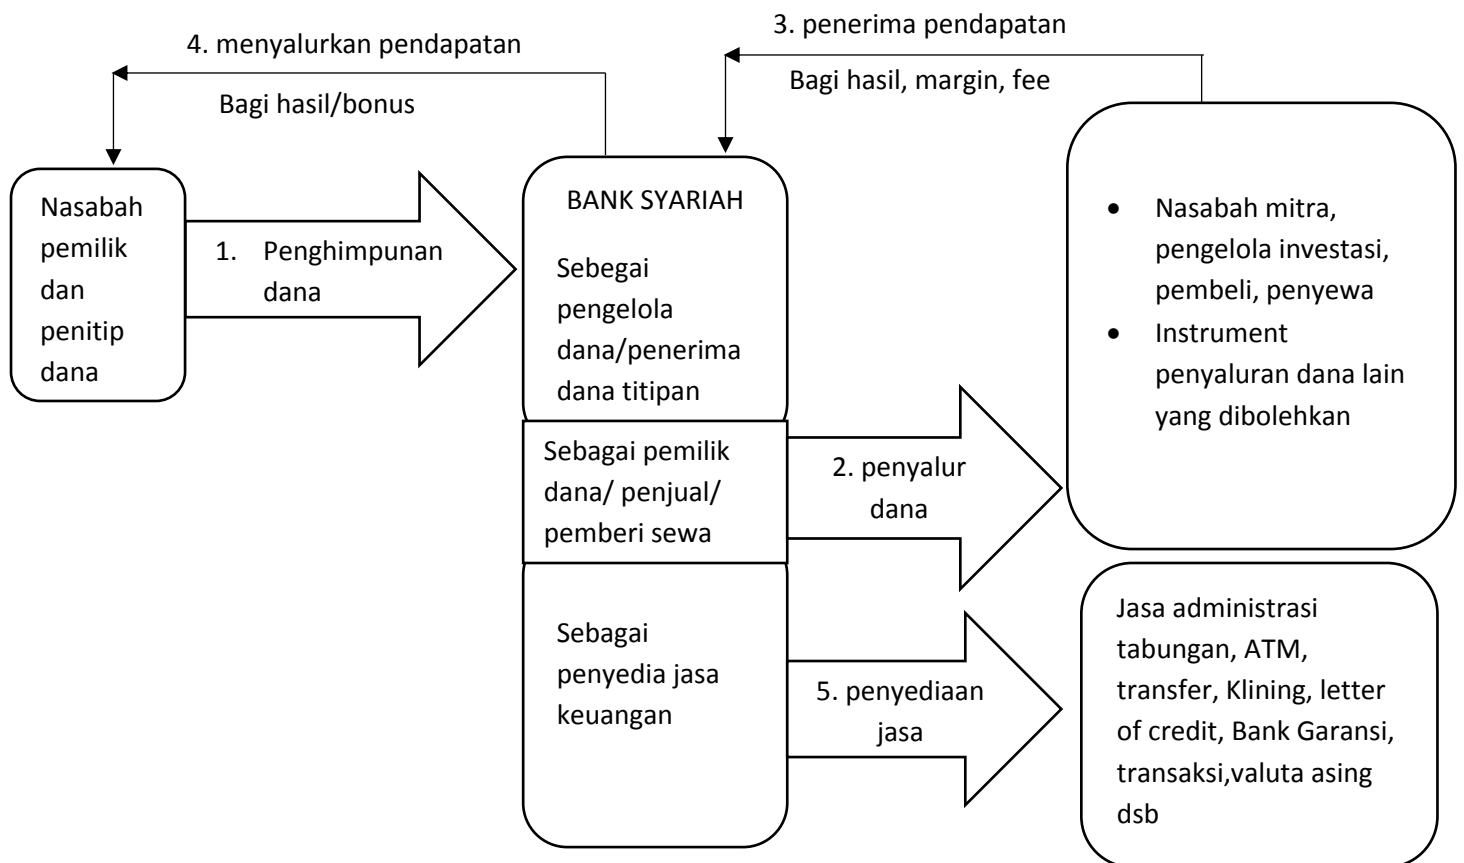 4. menyalurkan pendapatan
Bagi hasil/bonus
3. penerima pendapatan
Bagi hasil, margin, fee
Nasabah
pemilik
dan
penitip
dana
1. Penghimpunan
dana
BANK SYARIAH
Sebegai
pengelola
dana/penerima
dana titipan
Sebagai pemilik
dana/ penjual/
pemberi sewa
Sebagai
penyedia jasa
keuangan
2. penyalur
dana
5. penyediaan
jasa
• Nasabah mitra,
pengelola investasi,
pembeli, penyewa
• Instrument
penyaluran dana lain
yang dibolehkan
Jasa administrasi
tabungan, ATM,
transfer, Klining, letter
of credit, Bank Garansi,
transaksi,valuta asing
dsb